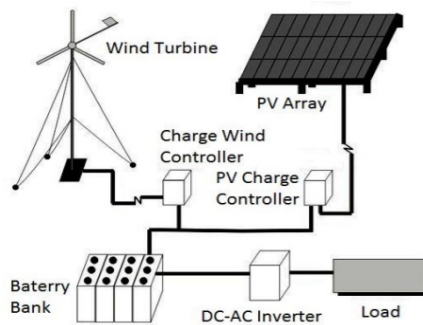 Wind Turbine
PV Array
Charge Wind
Controller
PV Charge
Controller
Baterry
Bank
DC-AC Inverter
Load